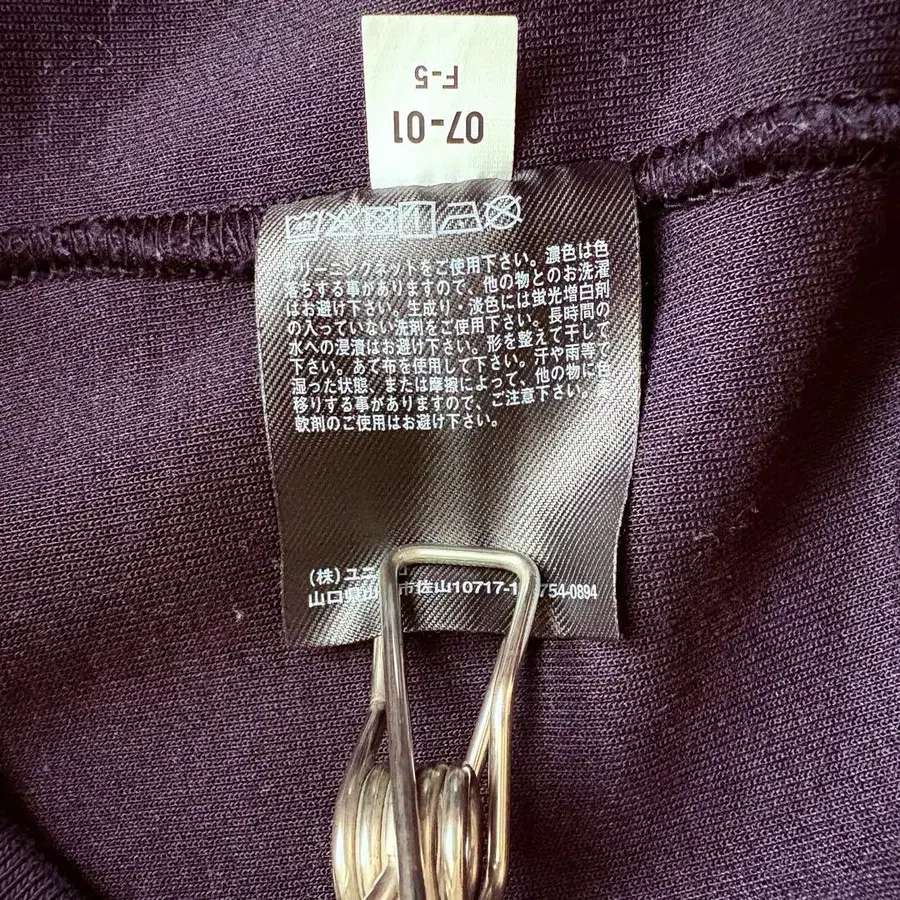 07-01
F-5
リーニングネットをご使用下さい。濃色は色
落ちする事がありますので、他の物とのお洗濯
はお避け下さい。生成り・淡色には蛍光増白剤
の入っていない洗剤をご使用下さい。長時間の
水への浸漬はお避け下さい。形を整えて干して
下さい。あて布を使用して下さい。汗や雨等で
湿った状態、または摩擦によって、他の物に色
移りする事がありますので、ご注意下さい。
軟剤のご使用はお避け下さい。
(株)ユニ
山口県山 市佐山10717-1 754-0894